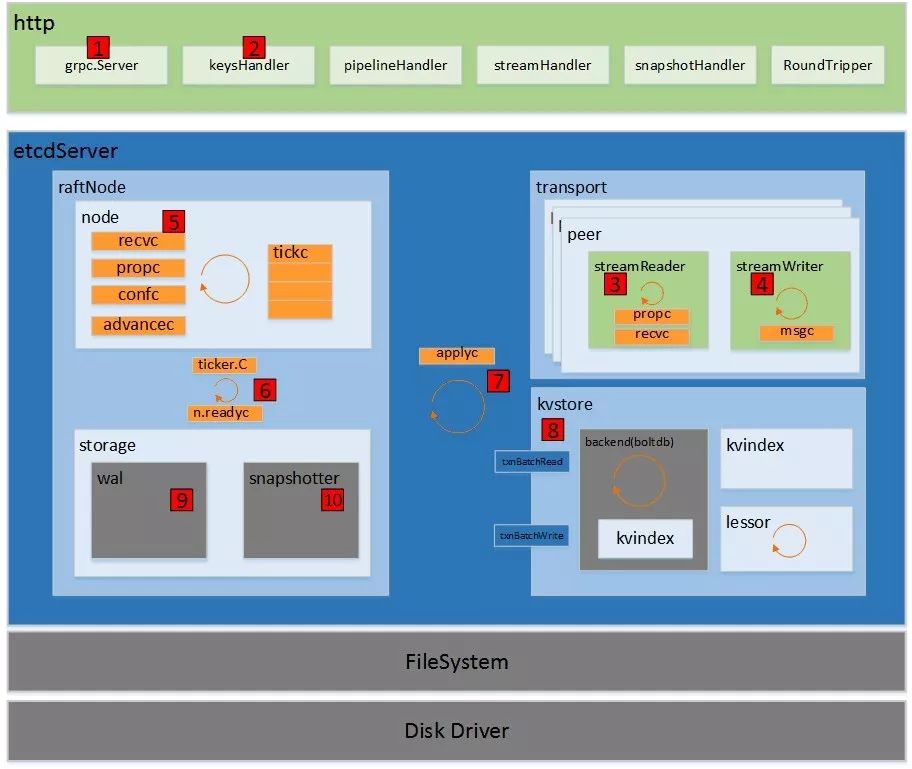 http
1
2
grpc.Server
keysHandler
pipelineHandler
streamHandler
snapshotHandler
RoundTripper
etcdServer
raftNode
node
5
recvc
propc
confc
advancec
tickc
ticker.C
6
n.readyc
storage
wal
9
snapshotter
10
applyc
7
transport
peer
streamReader
3
propc
recvc
streamWriter
4
msgc
kvstore
8
txnBatchRead
txnBatchWrite
backend(boltdb)
kvindex
kvindex
lessor
FileSystem
Disk Driver